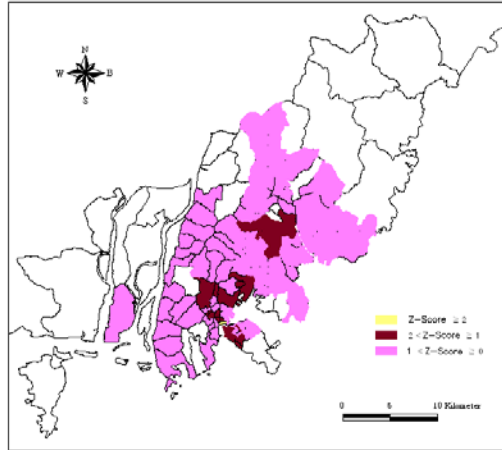 N
W B
S
Z-Score ≧2
2 <Z-Score ≧1
1 <Z-Score ≧0
0 5 10 Kilometer